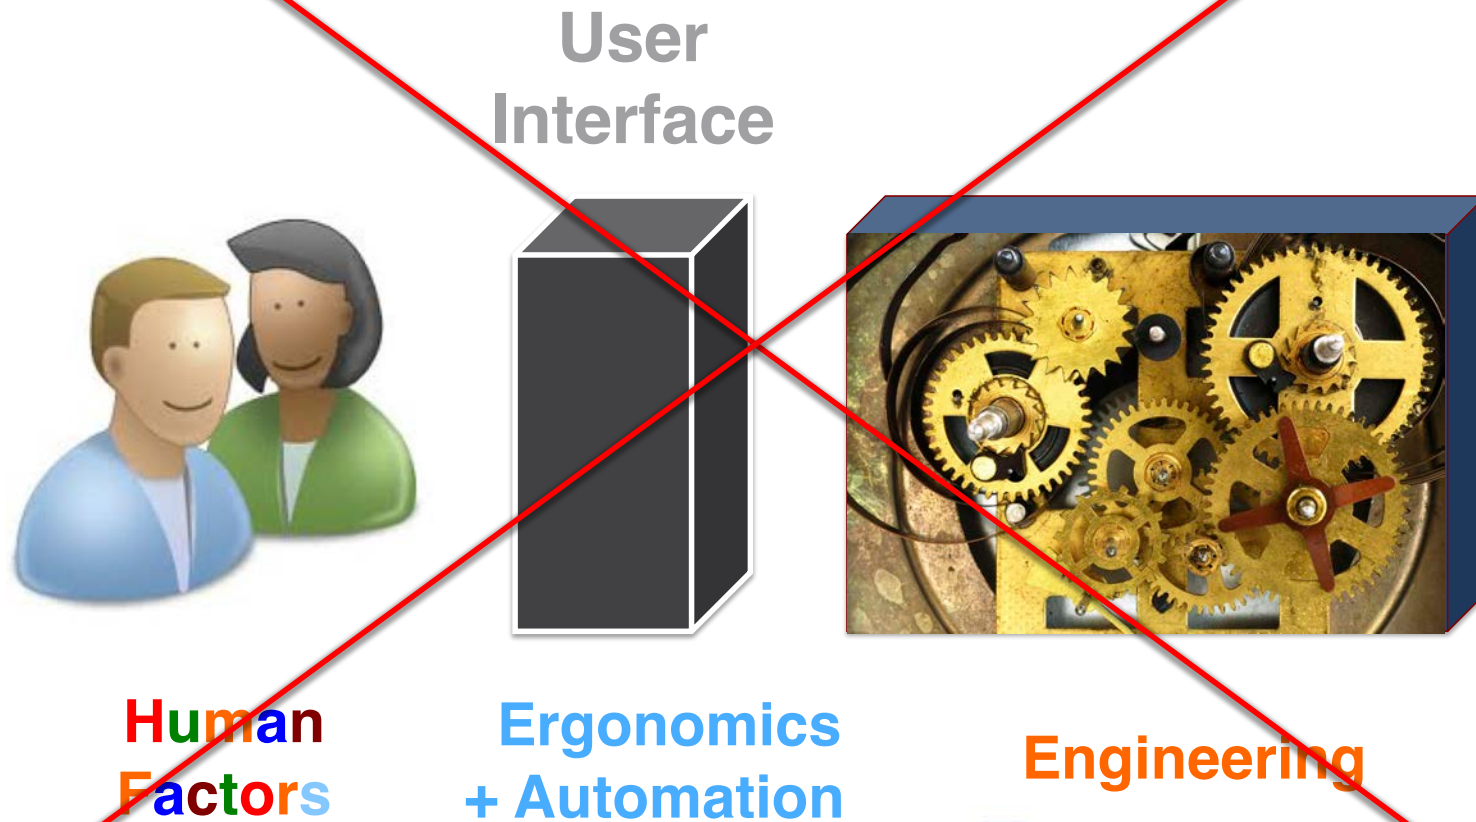 User
Interface
Human
Factors
Ergonomics
+ Automation
Engineering